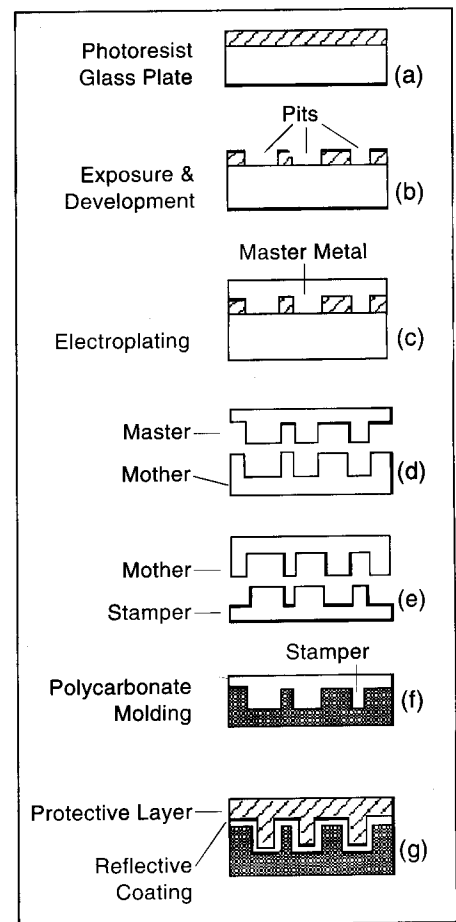 Photoresist
Glass Plate
(a)
Pits
Exposure &
Development
(b)
Master Metal
Electroplating
(c)
Master
Mother
(d)
Mother
Stamper
(e)
Stamper
Polycarbonate
Molding
(f)
Protective Layer
Reflective
Coating
(g)